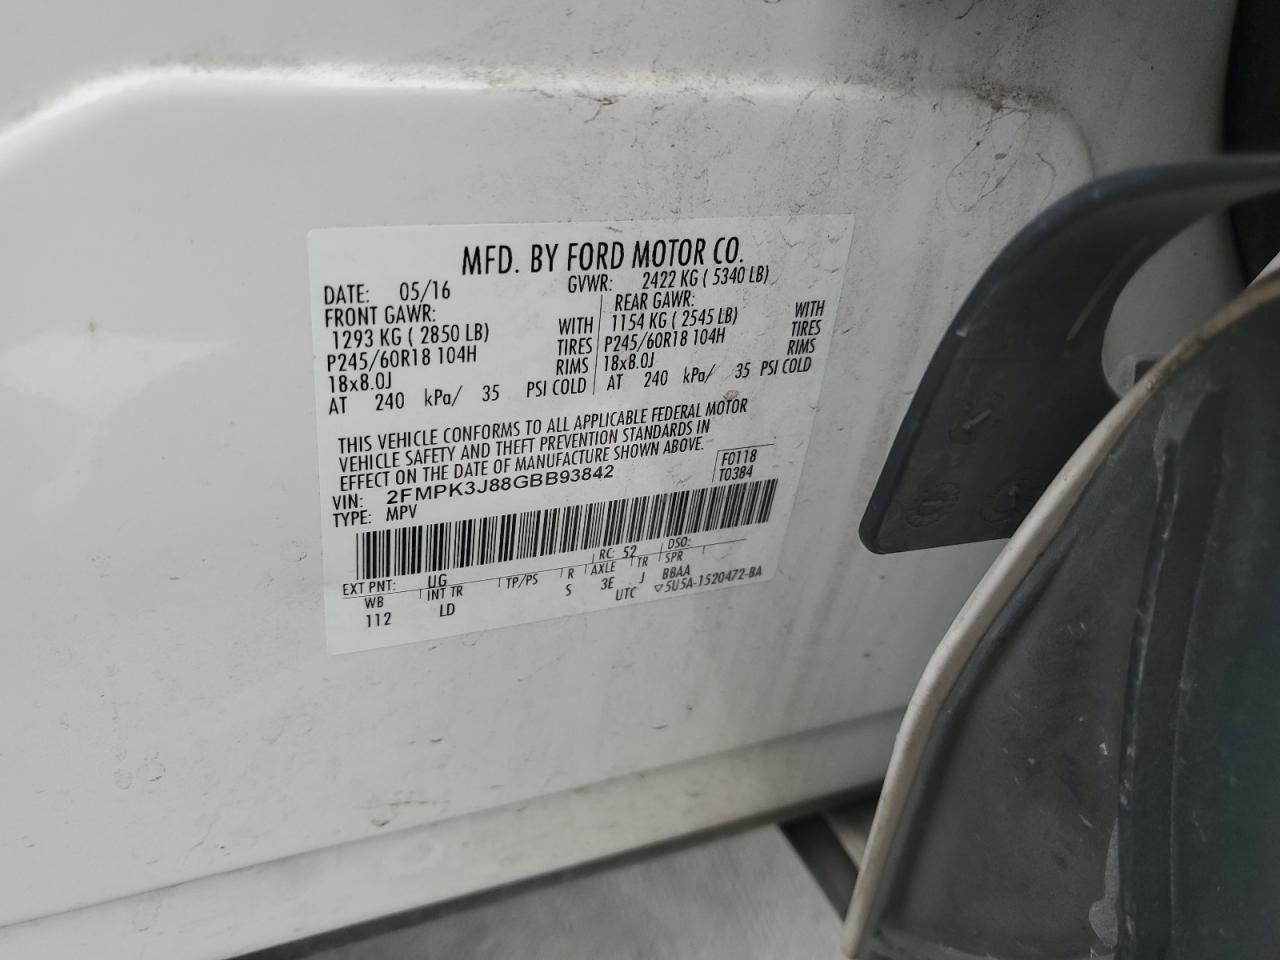 MFD. BY FORD MOTOR CO.
DATE: 05/16 GVWR: 2422 KG ( 5340 LB)
FRONT GAWR: REAR GAWR:
1293 KG ( 2850 LB) WITH 1154 KG ( 2545 LB) WITH
P245/60R18 104H TIRES P245/60R18 104H TIRES
18x8.0J RIMS 18x8.0J RIMS
AT 240 kPa/ 35 PSI COLD AT 240 kPa/ 35 PSI COLD
THIS VEHICLE CONFORMS TO ALL APPLICABLE FEDERAL MOTOR
VEHICLE SAFETY AND THEFT PREVENTION STANDARDS IN
EFFECT ON THE DATE OF MANUFACTURE SHOWN ABOVE.
VIN: 2FMPK3J88GBB93842 F0118
TYPE: MPV T0384
EXT PNT: UG RC: 52 DSO:
WB INT TR TP/PS R AXLE TR SPR
112 LD S 3E J BBAA
UTC ▽5U5A-1520472-BA